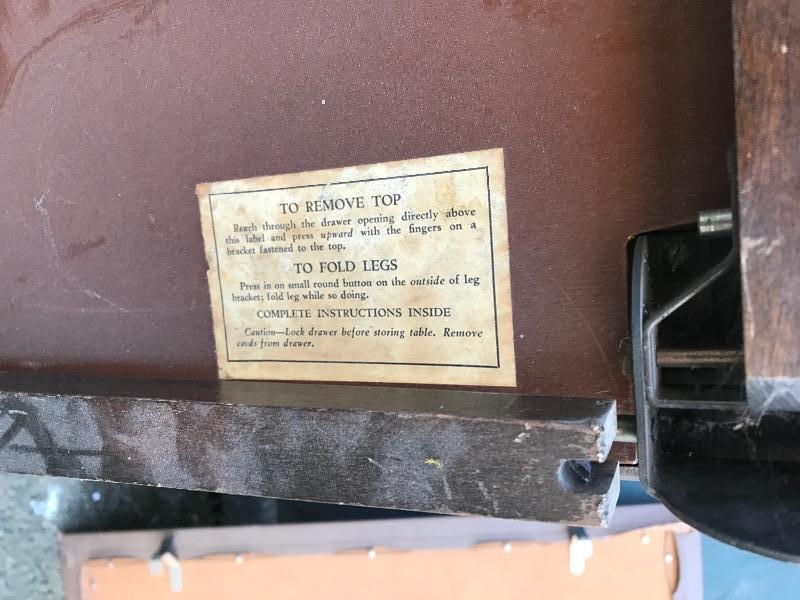 TO REMOVE TOP
Reach through the drawer opening directly above
this label and press upward with the fingers on a
bracket fastened to the top.
TO FOLD LEGS
Press in on small round button on the outside of leg
bracket; fold leg while so doing.
COMPLETE INSTRUCTIONS INSIDE
Caution—Lock drawer before storing table. Remove
cards from drawer.